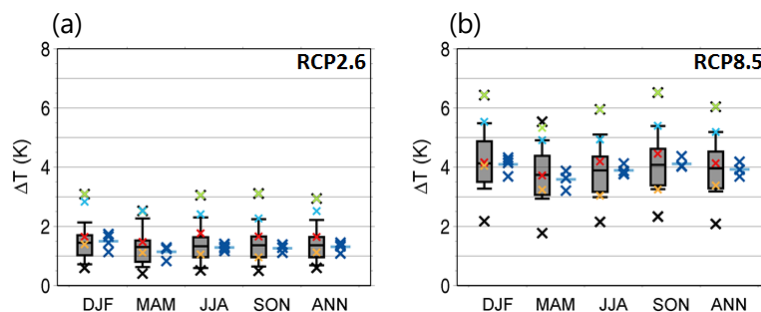 (a)
RCP2.6
ΔT (K)
8
6
4
2
0
DJF MAM JJA SON ANN
(b)
RCP8.5
ΔT (K)
8
6
4
2
0
DJF MAM JJA SON ANN